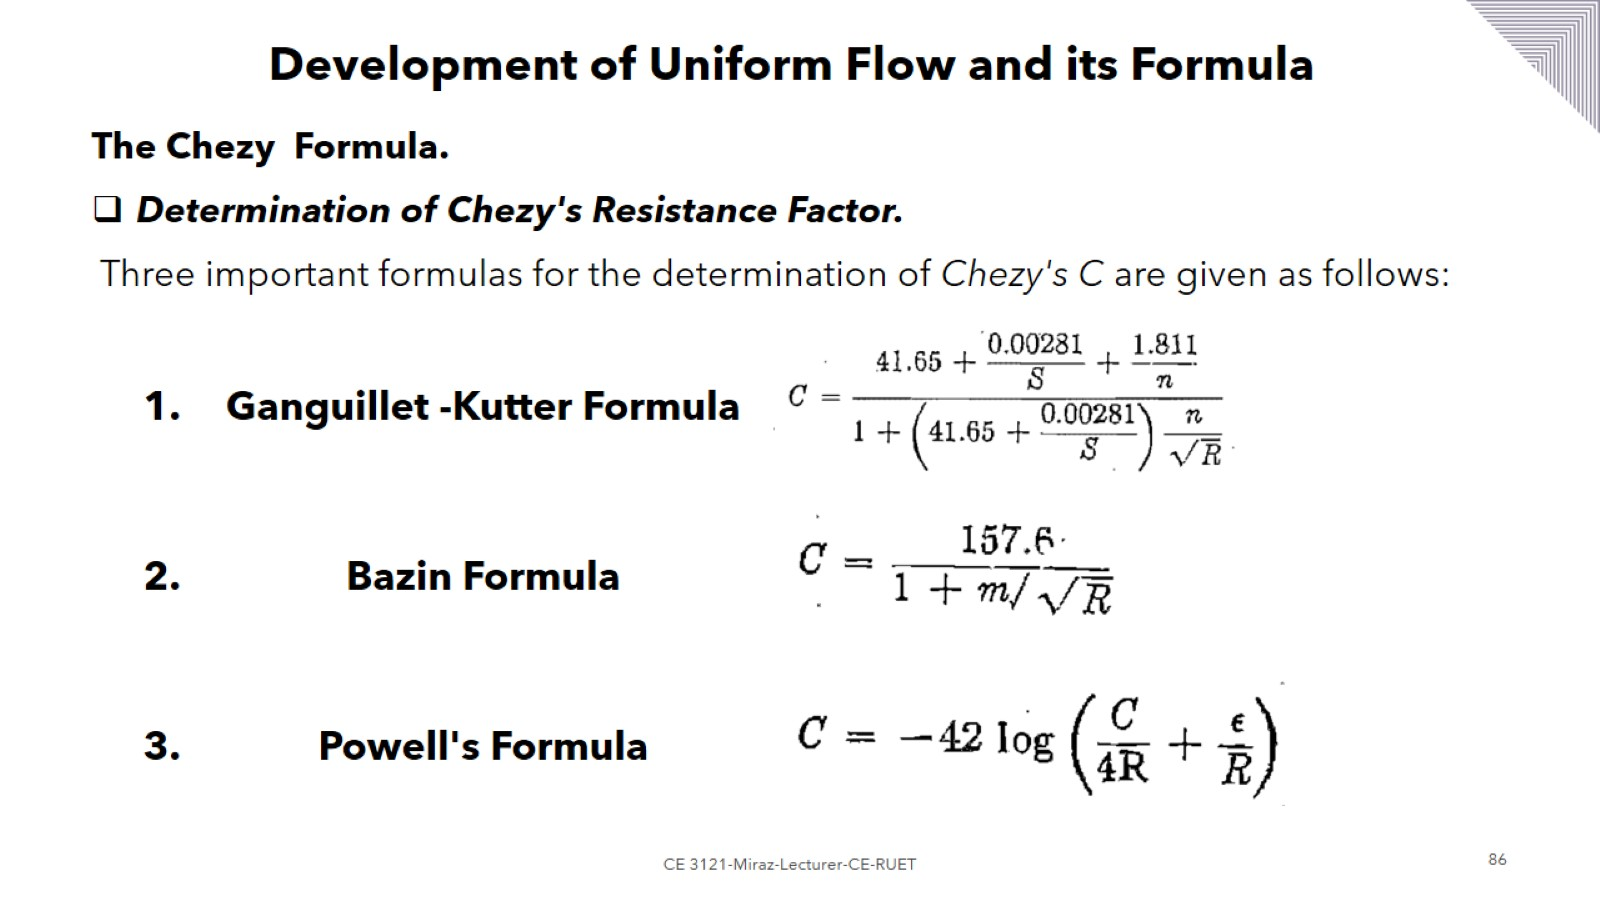 Development of Uniform Flow and its Formula
The Chezy Formula.
❑ Determination of Chezy's Resistance Factor.
Three important formulas for the determination of Chezy's C are given as follows:
1. Ganguillet -Kutter Formula C = (41.65 + 0.00281/S + 1.811/n) / (1 + (41.65 + 0.00281/S) n/√R)
2. Bazin Formula C = 157.6 / (1 + m/√R)
3. Powell's Formula C = −42 log (C/4R + ϵ/R)
CE 3121-Miraz-Lecturer-CE-RUET
86